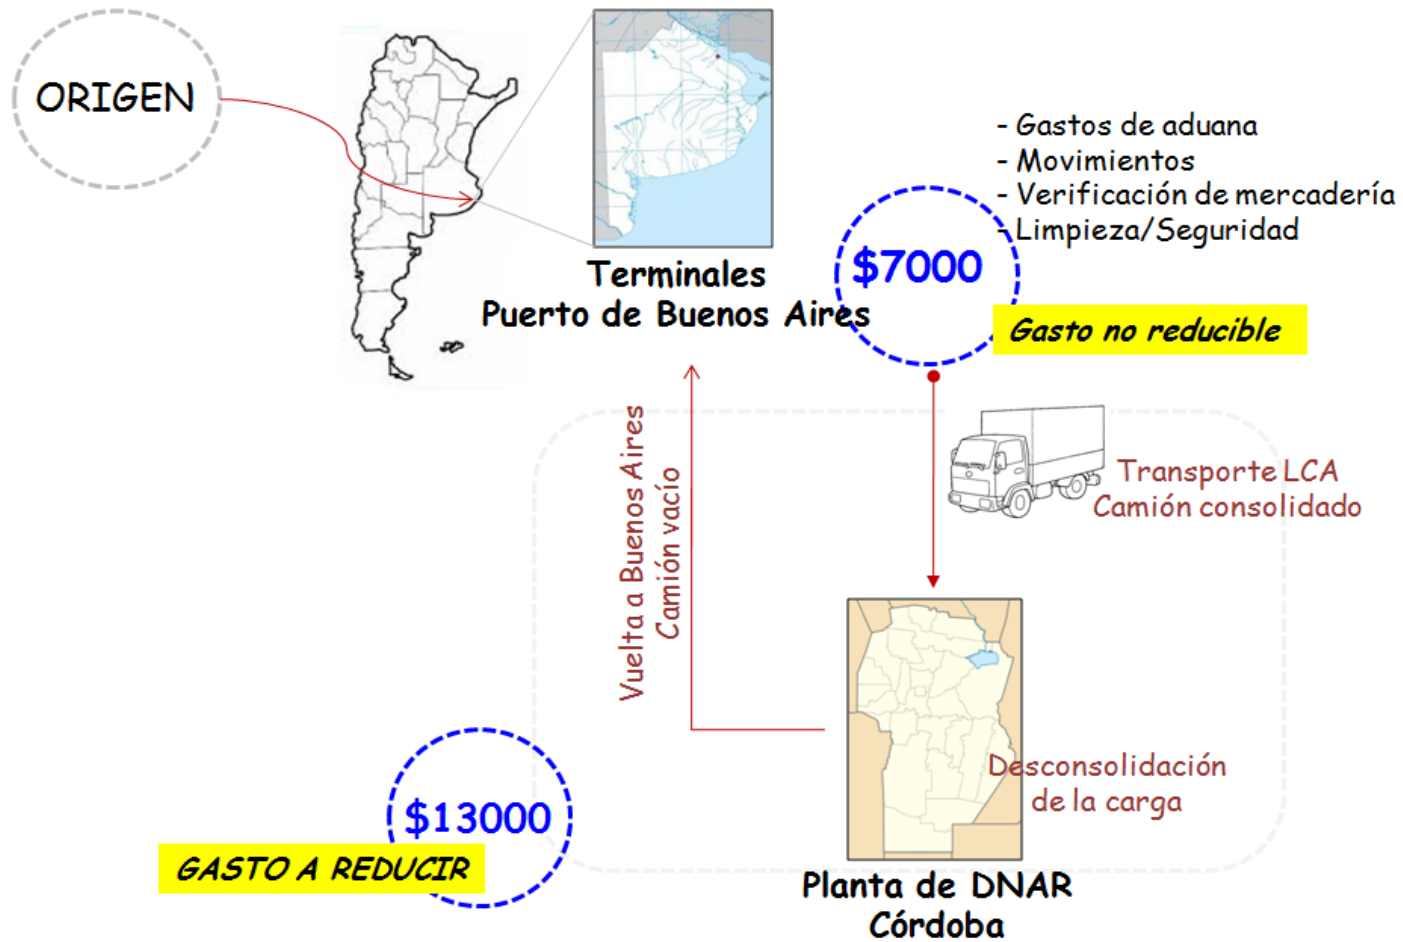 ORIGEN
- Gastos de aduana
- Movimientos
- Verificación de mercadería
- Limpieza/Seguridad
$7000
Gasto no reducible
Terminales
Puerto de Buenos Aires
Vuelta a Buenos Aires
Camión vacío
Transporte LCA
Camión consolidado
Desconsolidación
de la carga
$13000
GASTO A REDUCIR
Planta de DNAR
Córdoba